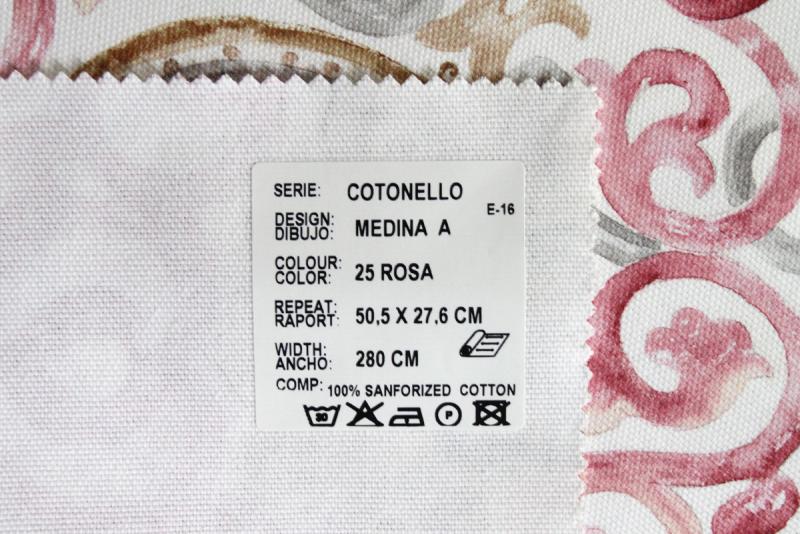 SERIE: COTONELLO
E-16
DESIGN:
DIBUJO: MEDINA A
COLOUR:
COLOR: 25 ROSA
REPEAT:
RAPORT: 50,5 X 27,6 CM
WIDTH:
ANCHO: 280 CM
COMP: 100% SANFORIZED COTTON
30 P